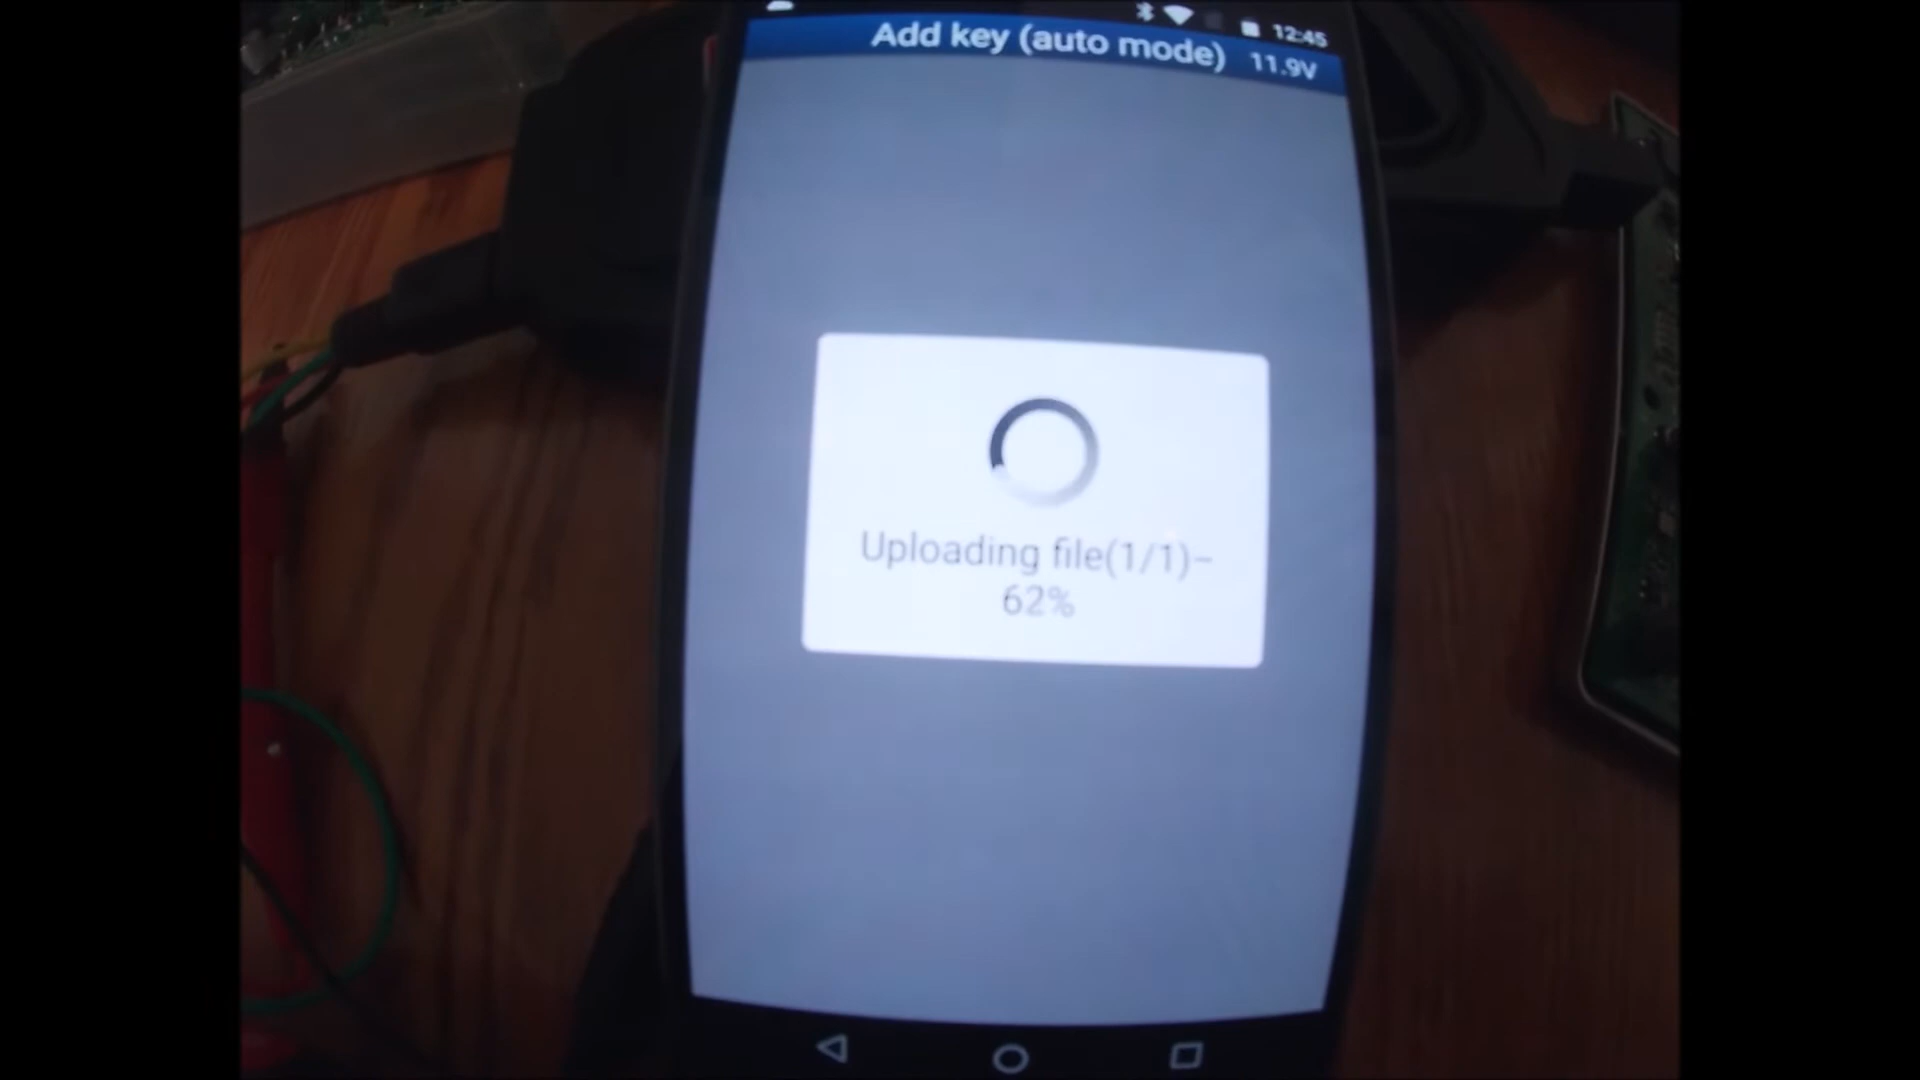 12:45
Add key (auto mode)
11.9V
Uploading file(1/1)–
62%